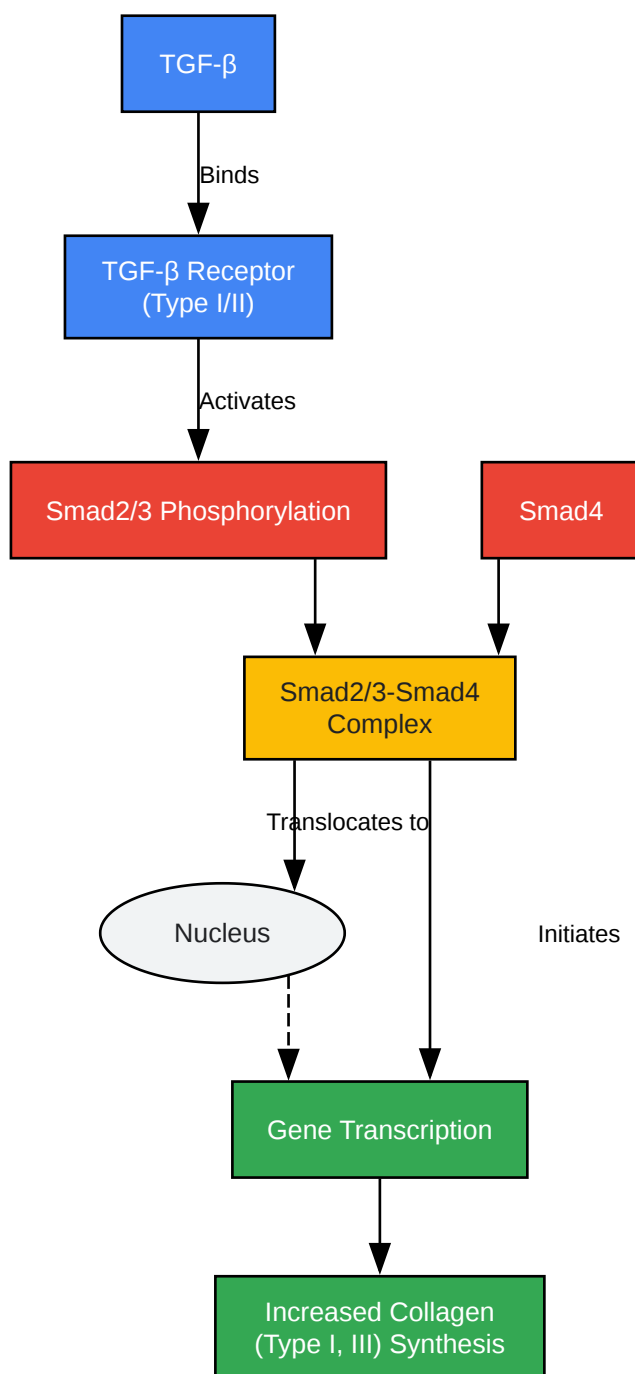 TGF-β
Binds
TGF-β Receptor
(Type I/II)
Activates
Smad2/3 Phosphorylation
Smad4
Smad2/3-Smad4
Complex
Translocates to
Nucleus
Initiates
Gene Transcription
Increased Collagen
(Type I, III) Synthesis